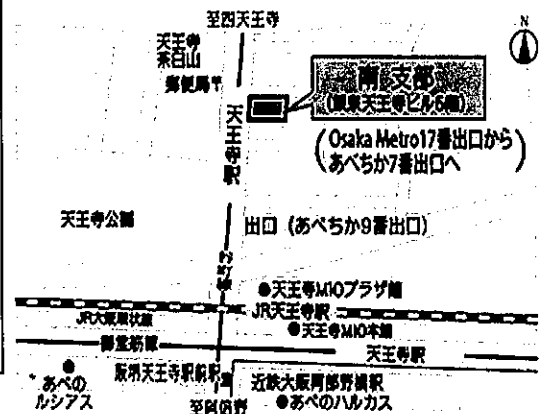 至四天王寺
N
天王寺
茶臼山
郵便局〒
南支部
天王寺駅
(Osaka Metro17番出口から
あべちか7番出口へ)
天王寺公園
出口（あべちか9番出口）
谷町線
●天王寺MIOプラザ館
JR大阪環状線
JR天王寺駅
●天王寺MIO本館
御堂筋線
天王寺駅
阪堺天王寺駅前駅
近鉄大阪阿部野橋駅
あべの
ルシアス
至阿倍野
●あべのハルカス